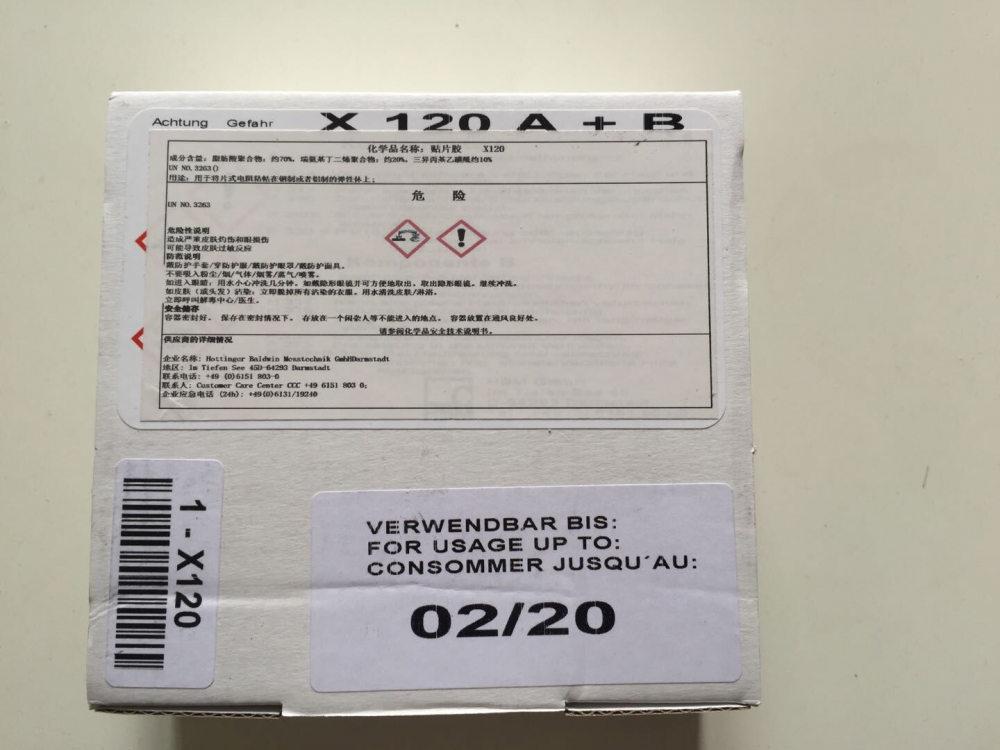 Achtung Gefahr X 120 A + B
化学品名称：贴片胶 X120
成分含量：脂肪酸聚合物：约70%，端氨基丁二烯聚合物：约20%，三异丙基乙磺酸约10%
UN NO.3263()
用途：用于将片式电阻粘帖在钢制或者铝制的弹性体上；
危 险
UN NO.3263
危险性说明
造成严重皮肤灼伤和眼损伤
可能导致皮肤过敏反应
防范说明
戴防护手套/穿防护服/戴防护眼罩/戴防护面具。
不要吸入粉尘/烟/气体/烟雾/蒸气/喷雾。
如进入眼睛：用水小心冲洗几分钟。如戴隐形眼镜并可方便地取出，取出隐形眼镜。继续冲洗。
如皮肤（或头发）沾染：立即脱掉所有沾染的衣服，用水清洗皮肤/淋浴。
立即呼叫解毒中心/医生。
安全储存
容器密封好。 保存在密封情况下。 存放在一个闲杂人等不能进入的地点。 容器放置在通风良好处。
请参阅化学品安全技术说明书。
供应商的详细情况
企业名称：Hottinger Baldwin Messtechnik GmbHDarmstadt
地区：Im Tiefen See 45D-64293 Darmstadt
联系电话：+49 (0)6151 803-0
联系人：Customer Care Center CCC +49 6151 803 0;
企业应急电话 (24h)：+49(0)6131/19240
1 - X120
VERWENDBAR BIS:
FOR USAGE UP TO:
CONSOMMER JUSQU´AU:
02/20